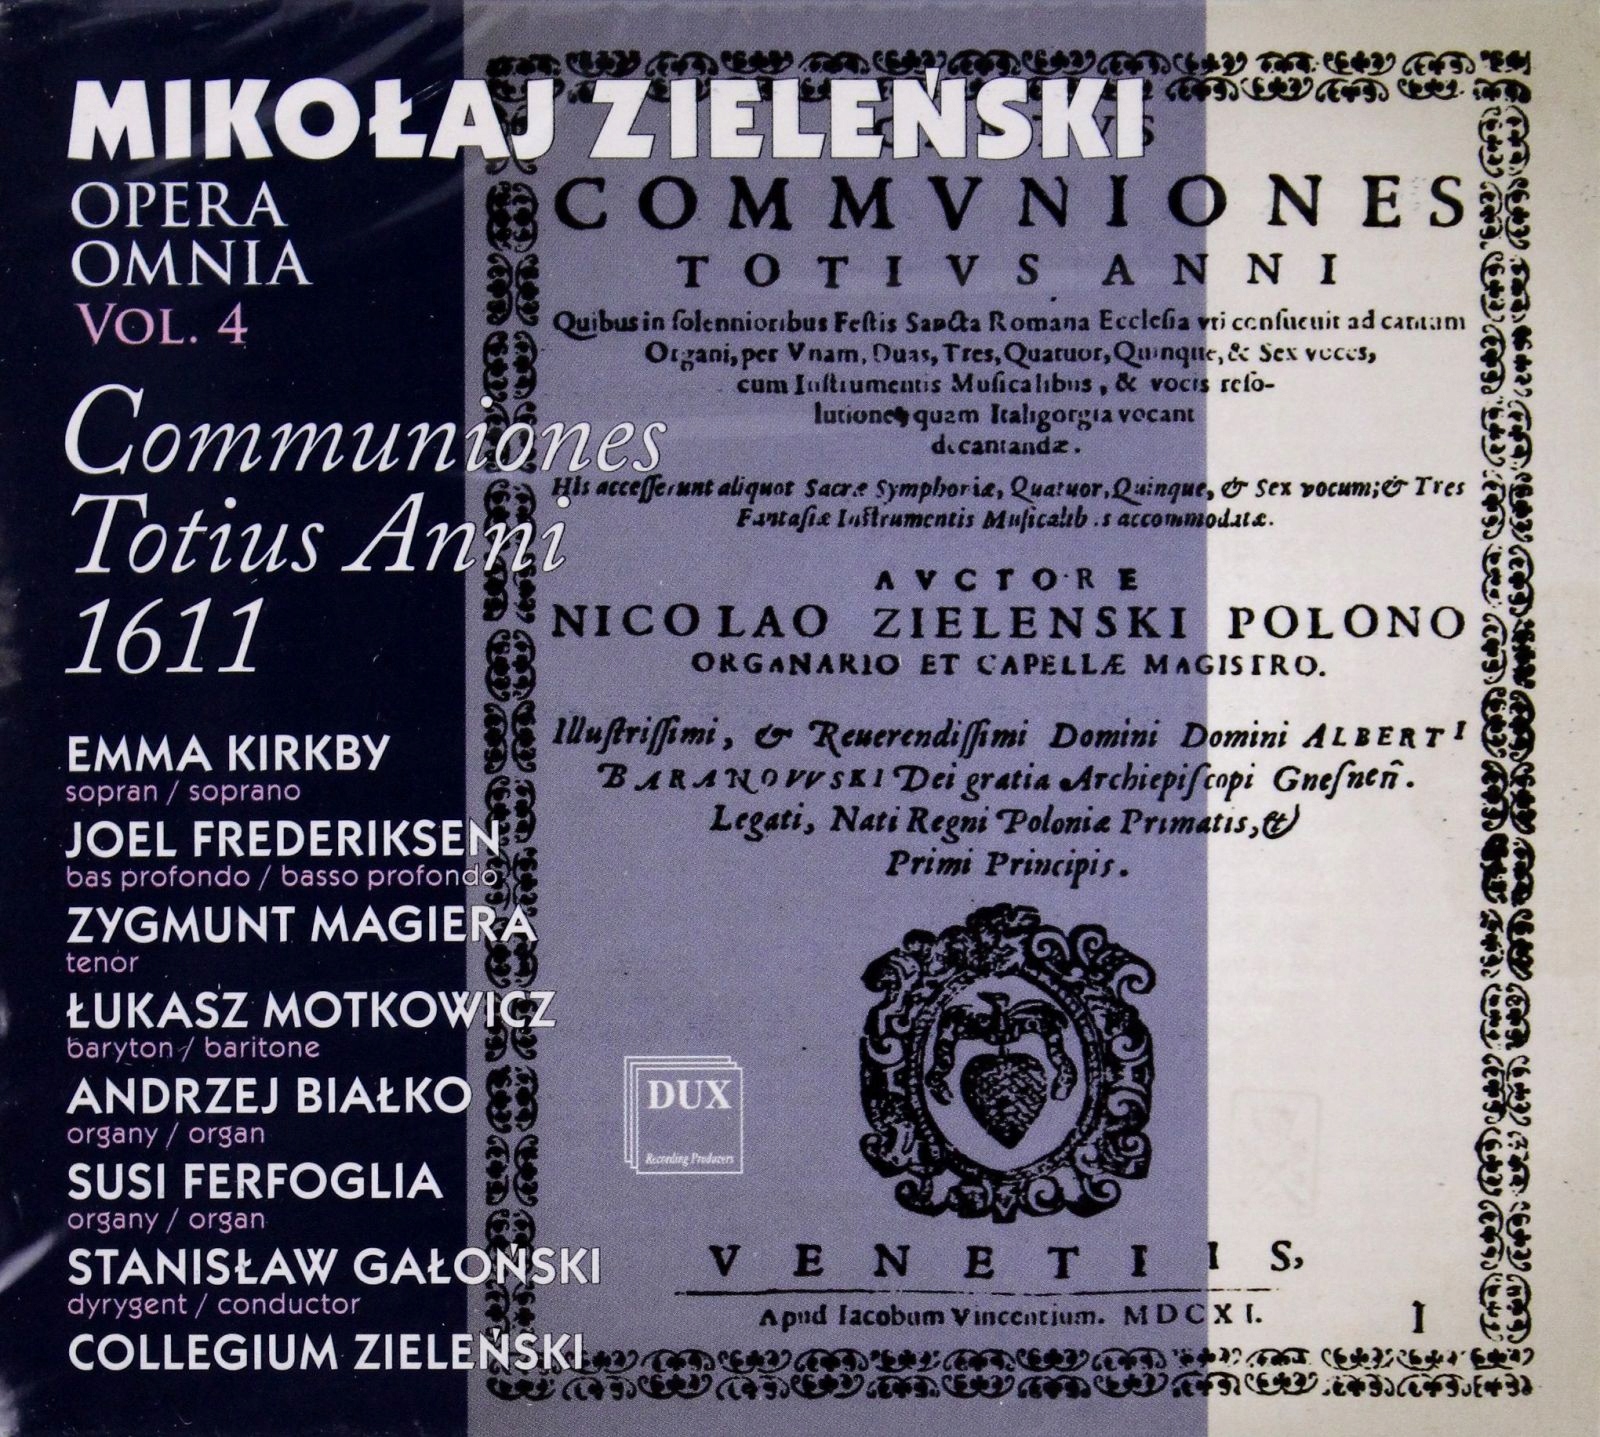 MIKOŁAJ ZIELEŃSKI
OPERA
OMNIA
VOL. 4
Communiones
Totius Anni
1611
EMMA KIRKBY
sopran / soprano
JOEL FREDERIKSEN
bas profondo / basso profondo
ZYGMUNT MAGIERA
tenor
ŁUKASZ MOTKOWICZ
baryton / baritone
ANDRZEJ BIAŁKO
organy / organ
SUSI FERFOGLIA
organy / organ
STANISŁAW GAŁOŃSKI
dyrygent / conductor
COLLEGIUM ZIELEŃSKI
COMMVNIONES
TOTIVS ANNI
Quibus in solennioribus Festis Sancta Romana Ecclesia vti consueuit ad cantum
Organi, per Vnam, Duas, Tres, Quatuor, Quinque, & Sex voces,
cum Instrumentis Musicalibus, & vocis reso-
lutione, quam Itali gorgia vocant
decantandæ.
His accesserunt aliquot Sacræ Symphoniæ, Quatuor, Quinque, & Sex vocum; & Tres
Fantasiæ Instrumentis Musicalib.s accommodatæ.
AVCTORE
NICOLAO ZIELENSKI POLONO
ORGANARIO ET CAPELLÆ MAGISTRO.
Illustrissimi, & Reuerendissimi Domini Domini ALBERTI
BARANOVVSKI Dei gratia Archiepiscopi Gnesneñ.
Legati, Nati Regni Poloniæ Primatis, &
Primi Principis.
DUX
Recording Producers
VENETIIS,
Apud Iacobum Vincentium. MDCXI.
I